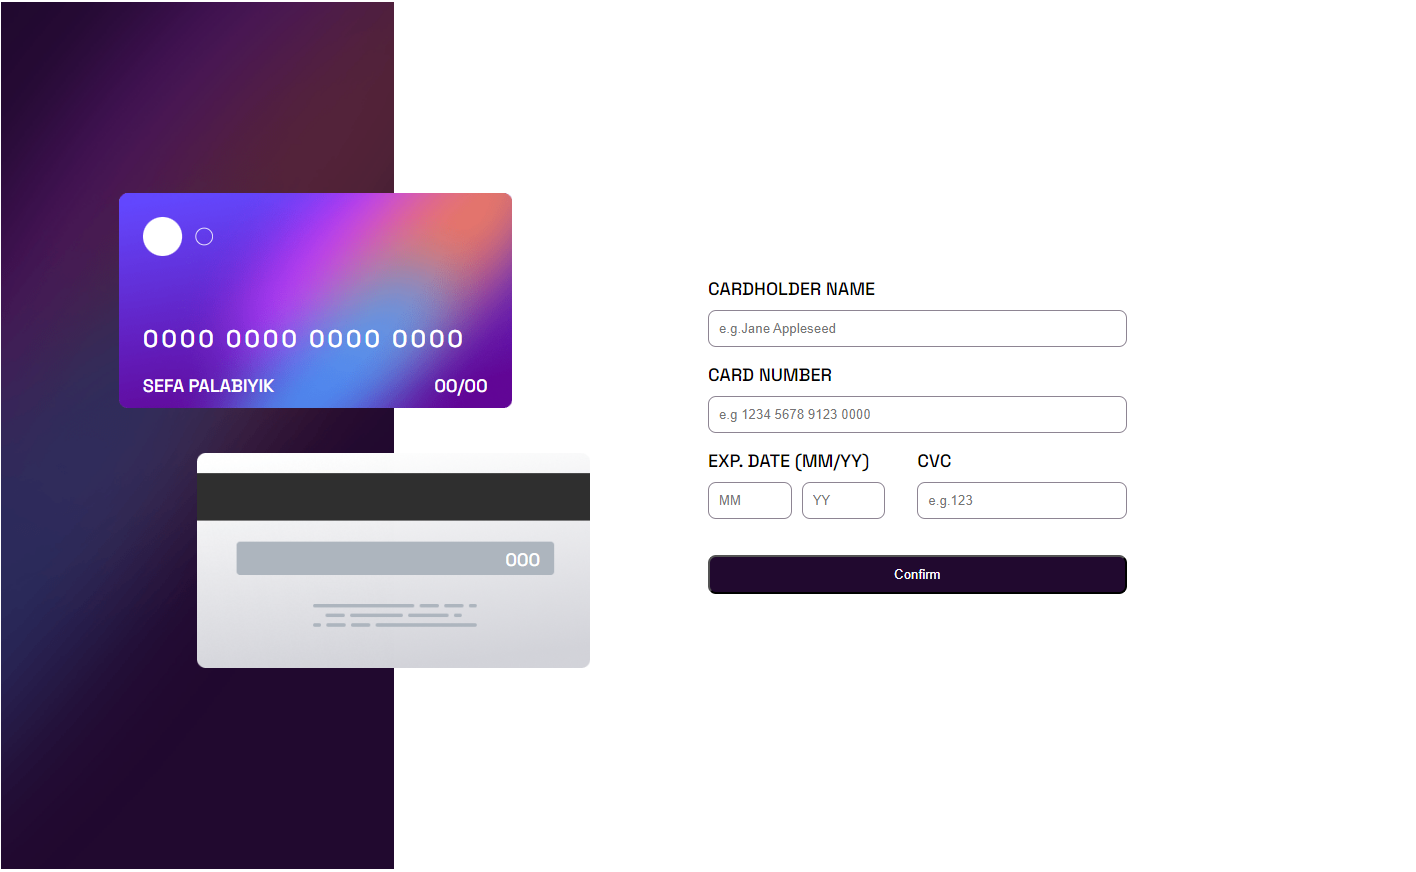 0000 0000 0000 0000
SEFA PALABIYIK 00/00
000
CARDHOLDER NAME
e.g.Jane Appleseed
CARD NUMBER
e.g 1234 5678 9123 0000
EXP. DATE (MM/YY) CVC
MM YY e.g.123
Confirm